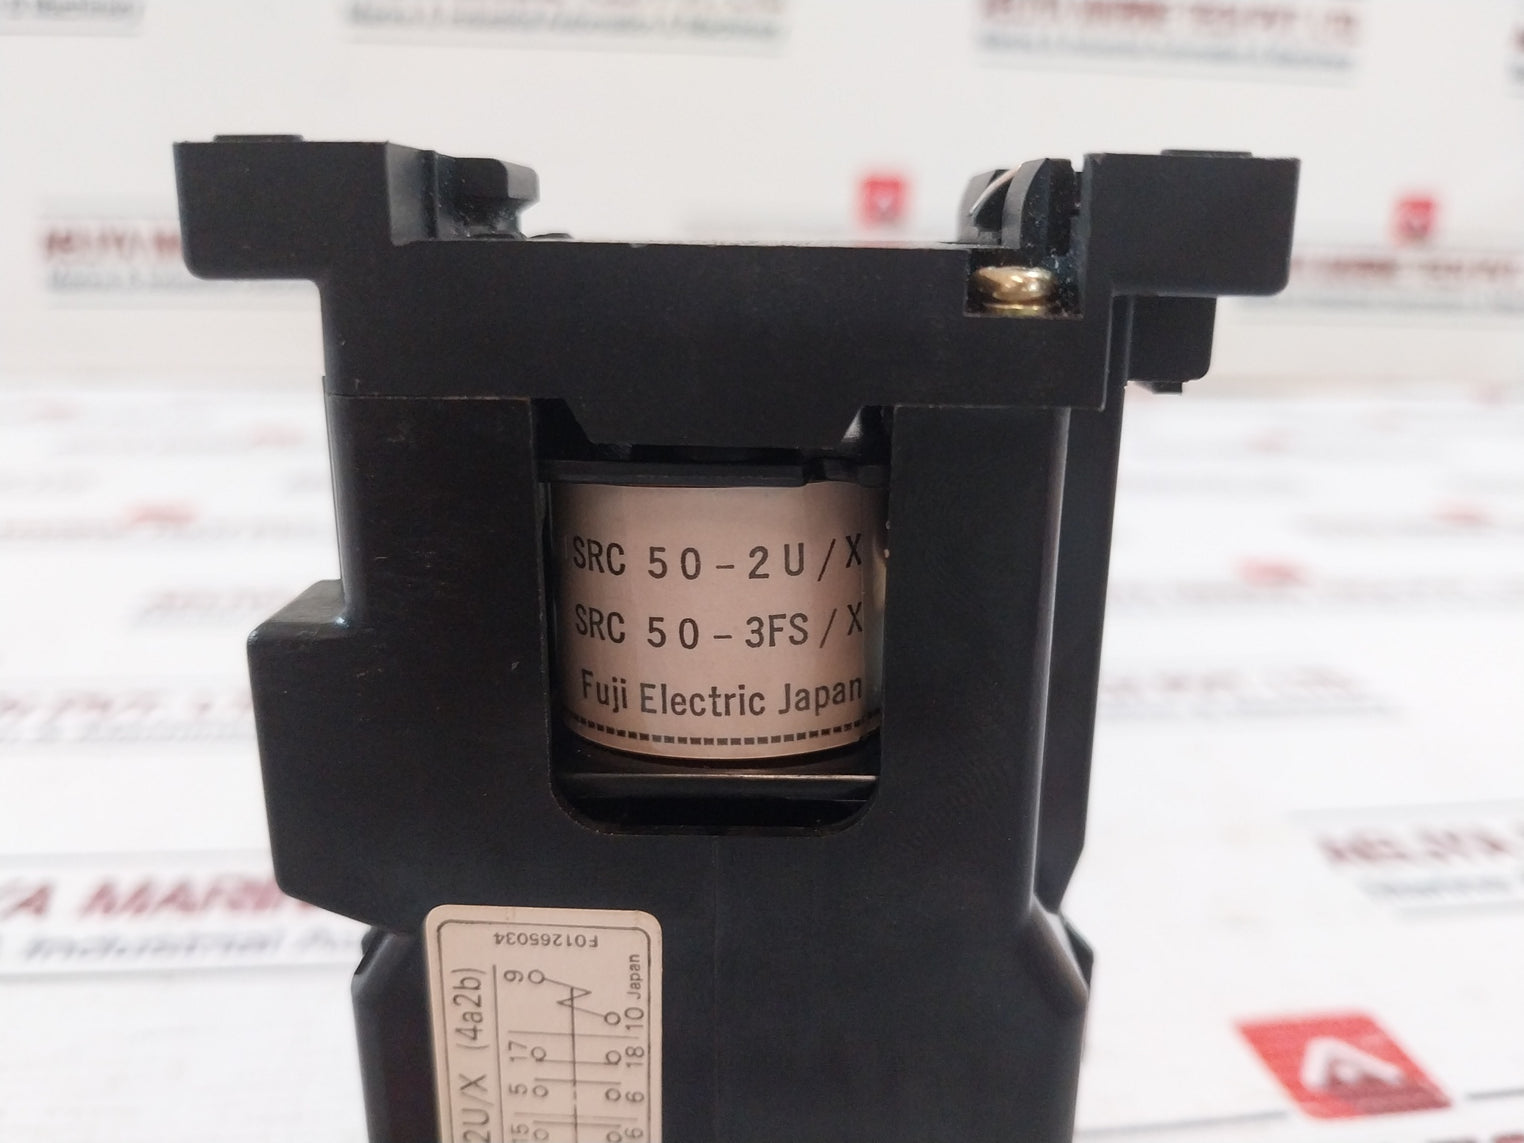 SRC 50-2U/X
SRC 50-3FS/X
Fuji Electric Japan
F01265034
2U/X (4a2b)
15 5 17 9
6 6 18 10 Japan